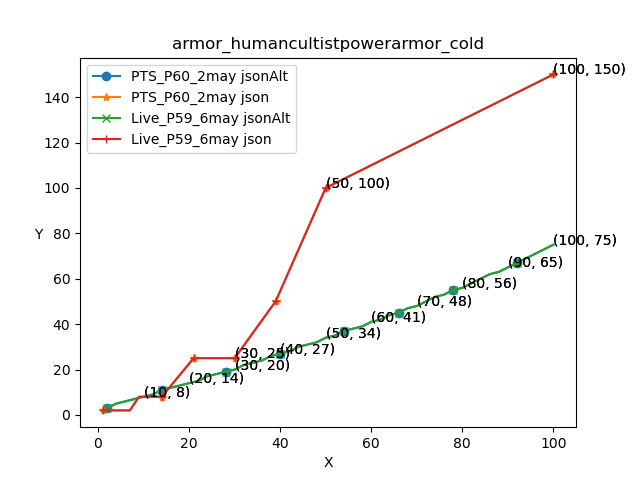 armor_humancultistpowerarmor_cold
PTS_P60_2may jsonAlt
PTS_P60_2may json
Live_P59_6may jsonAlt
Live_P59_6may json
(100, 150)
(50, 100)
(100, 75)
(90, 65)
(80, 56)
(70, 48)
(60, 41)
(50, 34)
(40, 27)
(30, 25)
(30, 20)
(20, 14)
(10, 8)
Y
140
120
100
80
60
40
20
0
0 20 40 60 80 100
X